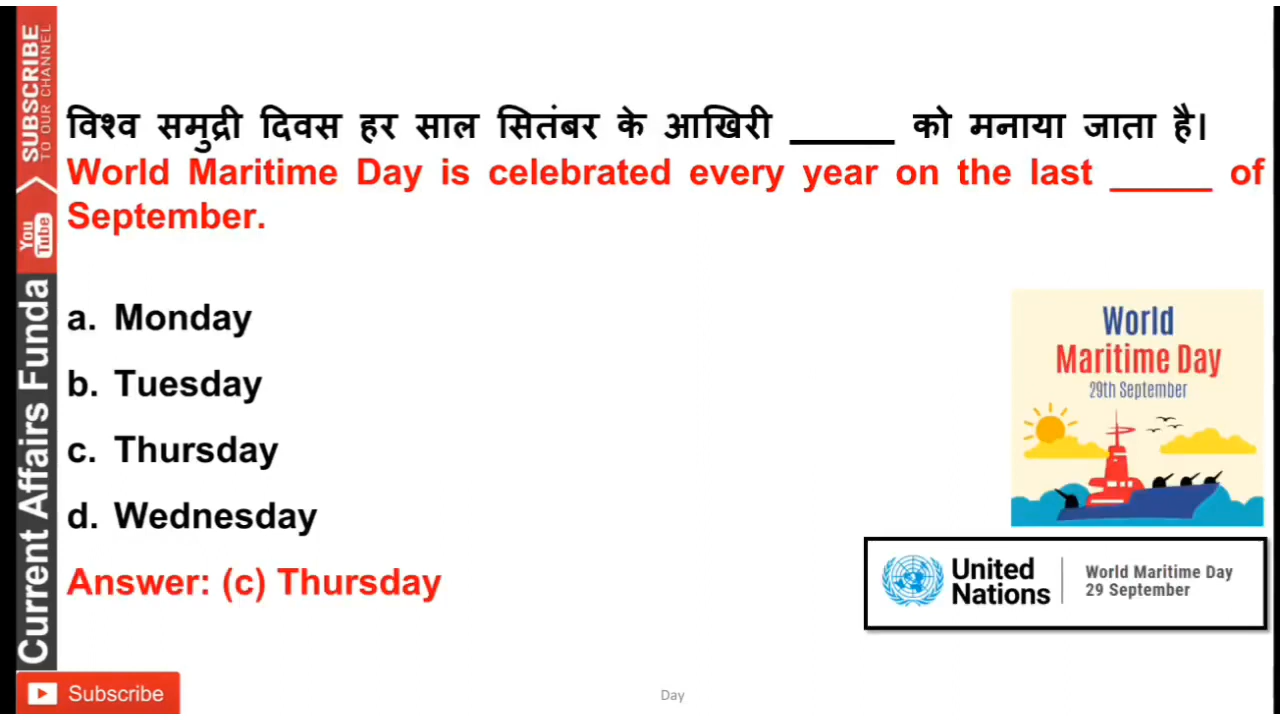 SUBSCRIBE
TO OUR CHANNEL
You
Tube
Current Affairs Funda
विश्व समुद्री दिवस हर साल सितंबर के आखिरी _____ को मनाया जाता है।
World Maritime Day is celebrated every year on the last _____ of
September.
a. Monday
b. Tuesday
c. Thursday
d. Wednesday
Answer: (c) Thursday
World
Maritime Day
29th September
United
Nations
World Maritime Day
29 September
Subscribe
Day